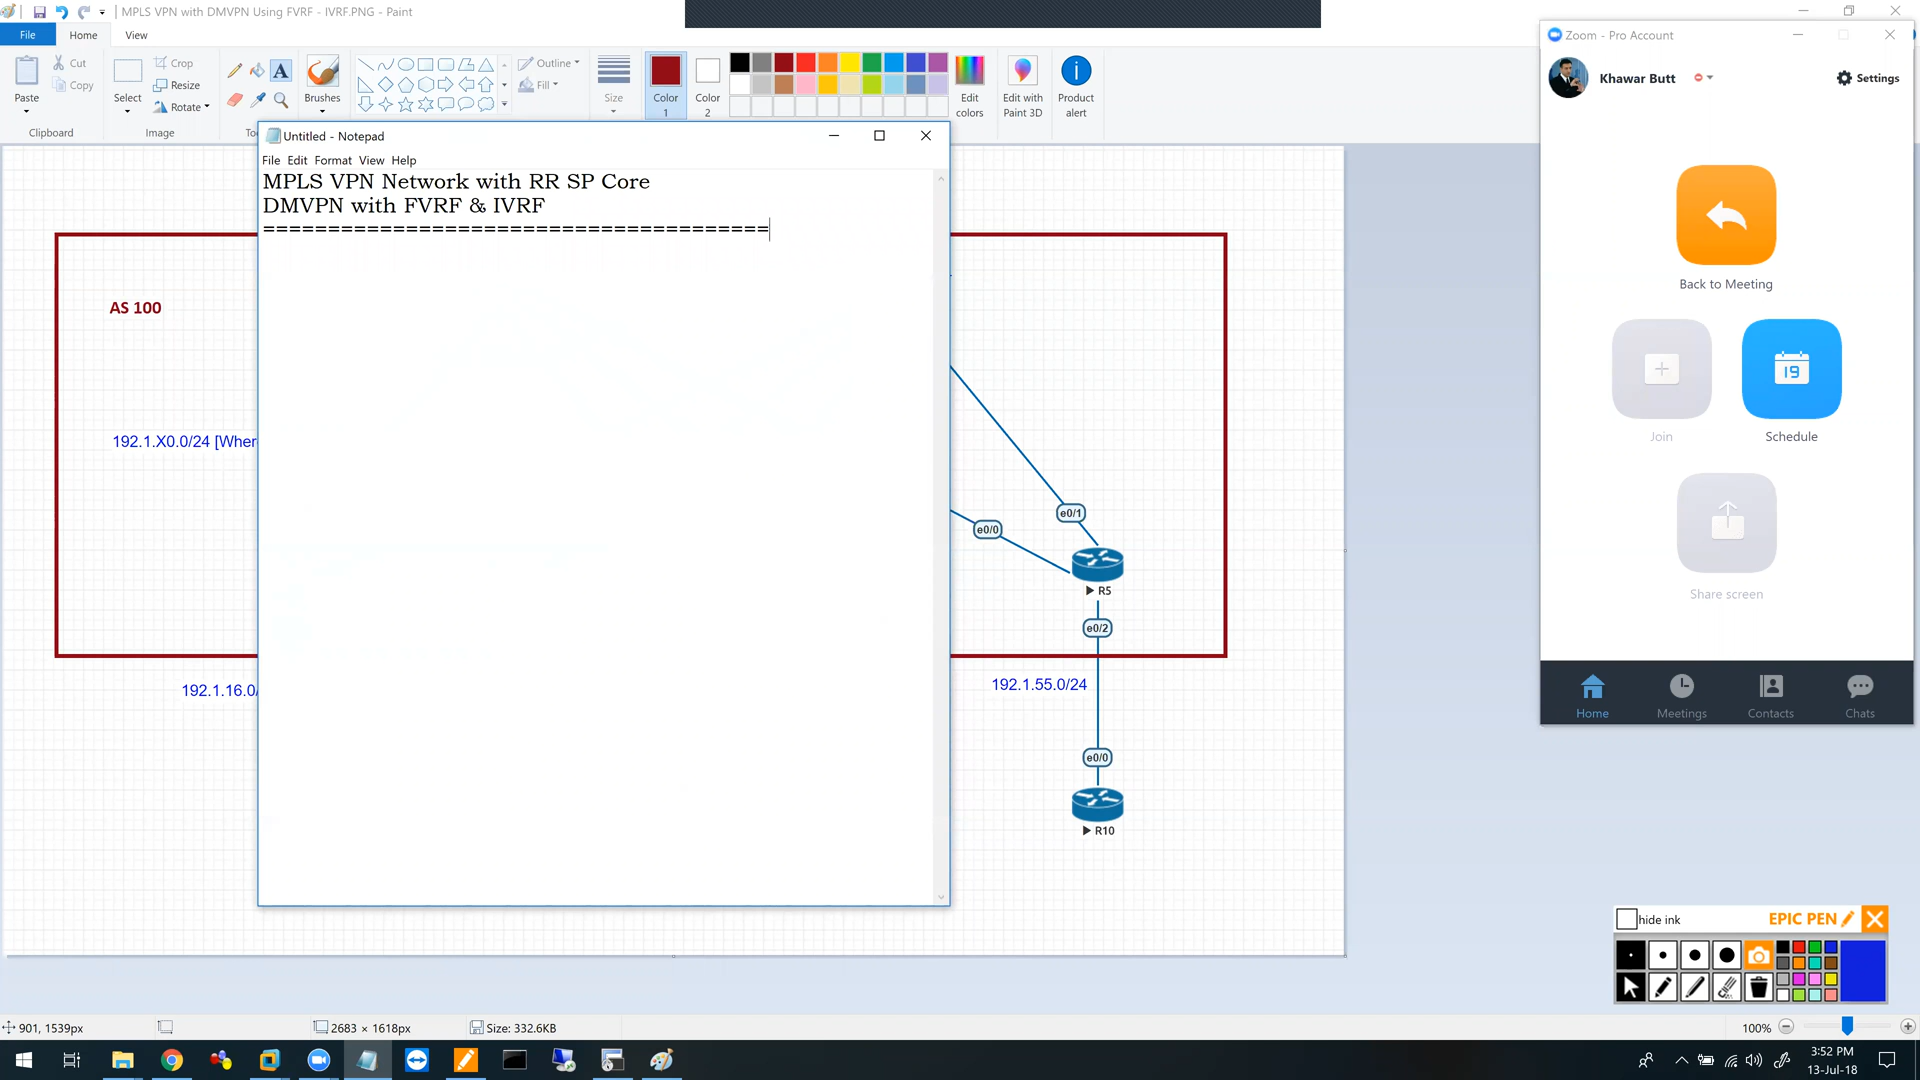 MPLS VPN with DMVPN Using FVRF - IVRF.PNG - Paint
File
Home
View
Paste
Cut
Copy
Clipboard
Select
Crop
Resize
Rotate
Image
Brushes
Outline
Fill
Size
Color
1
Color
2
Edit
colors
Edit with
Paint 3D
Product
alert
Untitled - Notepad
File Edit Format View Help
MPLS VPN Network with RR SP Core
DMVPN with FVRF & IVRF
=======================================
AS 100
192.1.X0.0/24 [Wher
192.1.16.0/
e0/1
e0/0
R5
e0/2
192.1.55.0/24
e0/0
R10
Zoom - Pro Account
Khawar Butt
Settings
Back to Meeting
Join
19
Schedule
Share screen
Home
Meetings
Contacts
Chats
hide ink
EPIC PEN
901, 1539px
2683 × 1618px
Size: 332.6KB
100%
3:52 PM
13-Jul-18